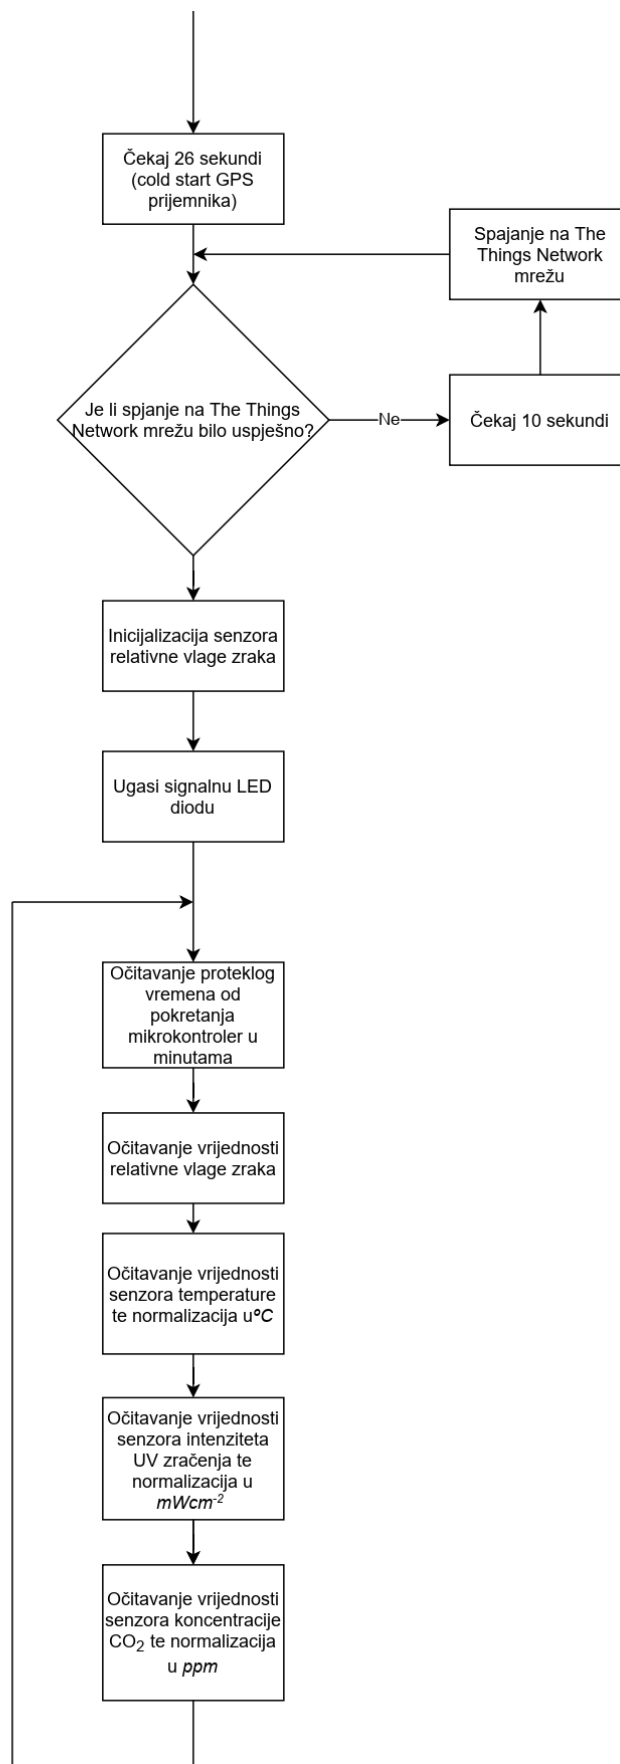 Čekaj 26 sekundi
(cold start GPS
prijemnika)
Spajanje na The
Things Network
mrežu
Je li spjanje na The Things
Network mrežu bilo uspješno?
Ne
Čekaj 10 sekundi
Inicijalizacija senzora
relativne vlage zraka
Ugasi signalnu LED
diodu
Očitavanje proteklog
vremena od
pokretanja
mikrokontroler u
minutama
Očitavanje vrijednosti
relativne vlage zraka
Očitavanje vrijednosti
senzora temperature
te normalizacija uºC
Očitavanje vrijednosti
senzora intenziteta
UV zračenja te
normalizacija u
mWcm⁻²
Očitavanje vrijednosti
senzora koncentracije
CO₂ te normalizacija
u ppm